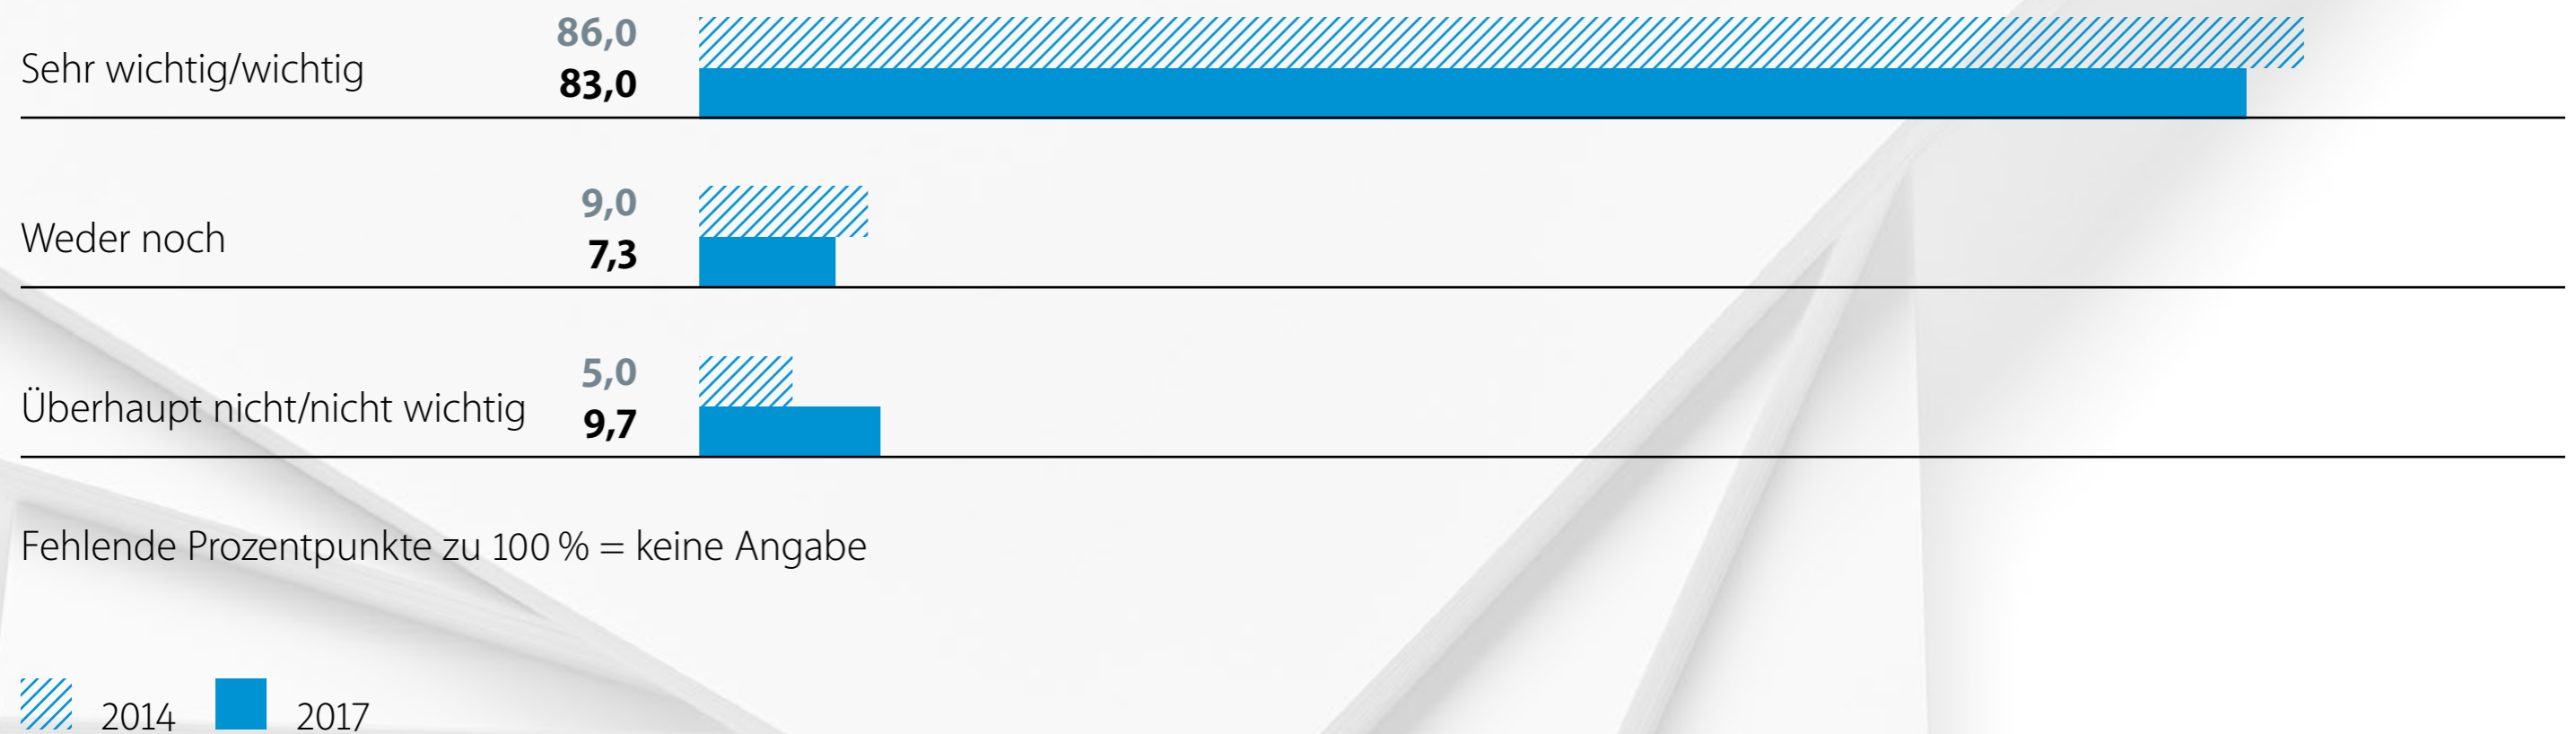 86,0
Sehr wichtig/wichtig
83,0
9,0
Weder noch
7,3
5,0
Überhaupt nicht/nicht wichtig
9,7
Fehlende Prozentpunkte zu 100 % = keine Angabe
2014 2017